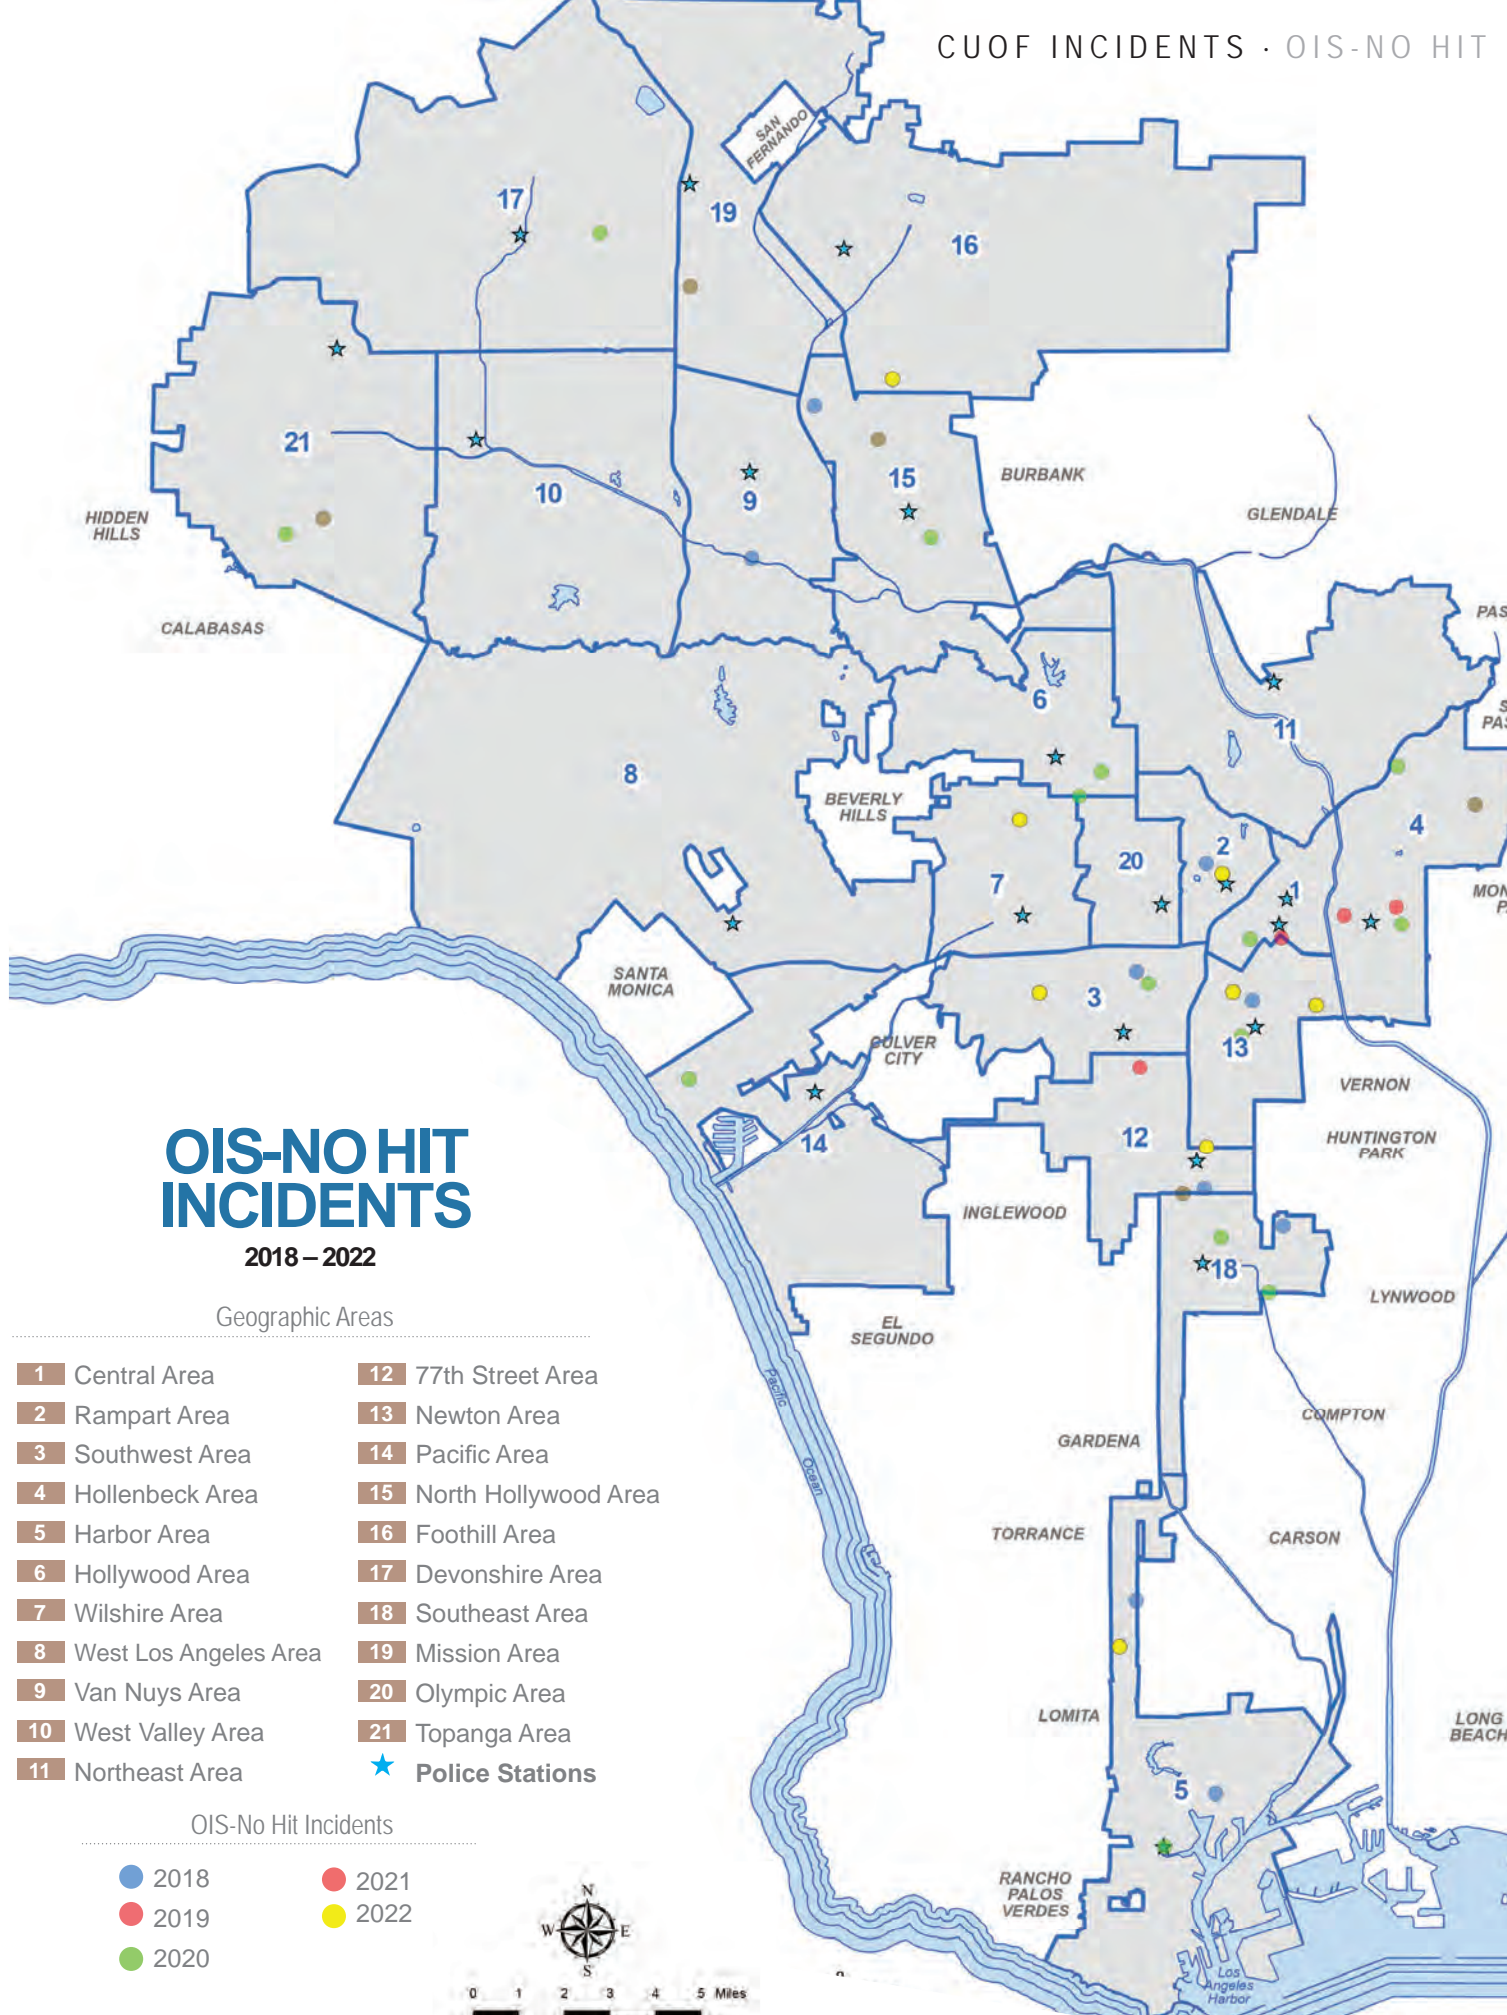 CUOF INCIDENTS · OIS-NO HIT
SAN
FERNANDO
17
19
16
21
10
9
15
BURBANK
GLENDALE
HIDDEN
HILLS
CALABASAS
PAS
6
11
S
PAS
8
BEVERLY
HILLS
4
2
20
7
1
MON
P
SANTA
MONICA
3
CULVER
CITY
13
VERNON
14
12
HUNTINGTON
PARK
INGLEWOOD
18
LYNWOOD
EL
SEGUNDO
Pacific
Ocean
COMPTON
GARDENA
TORRANCE
CARSON
LOMITA
LONG
BEACH
5
RANCHO
PALOS
VERDES
Los
Angeles
Harbor
OIS-NO HIT
INCIDENTS
2018 – 2022
Geographic Areas
1 Central Area
2 Rampart Area
3 Southwest Area
4 Hollenbeck Area
5 Harbor Area
6 Hollywood Area
7 Wilshire Area
8 West Los Angeles Area
9 Van Nuys Area
10 West Valley Area
11 Northeast Area
12 77th Street Area
13 Newton Area
14 Pacific Area
15 North Hollywood Area
16 Foothill Area
17 Devonshire Area
18 Southeast Area
19 Mission Area
20 Olympic Area
21 Topanga Area
Police Stations
OIS-No Hit Incidents
2018
2019
2020
2021
2022
N
W E
S
0 1 2 3 4 5 Miles